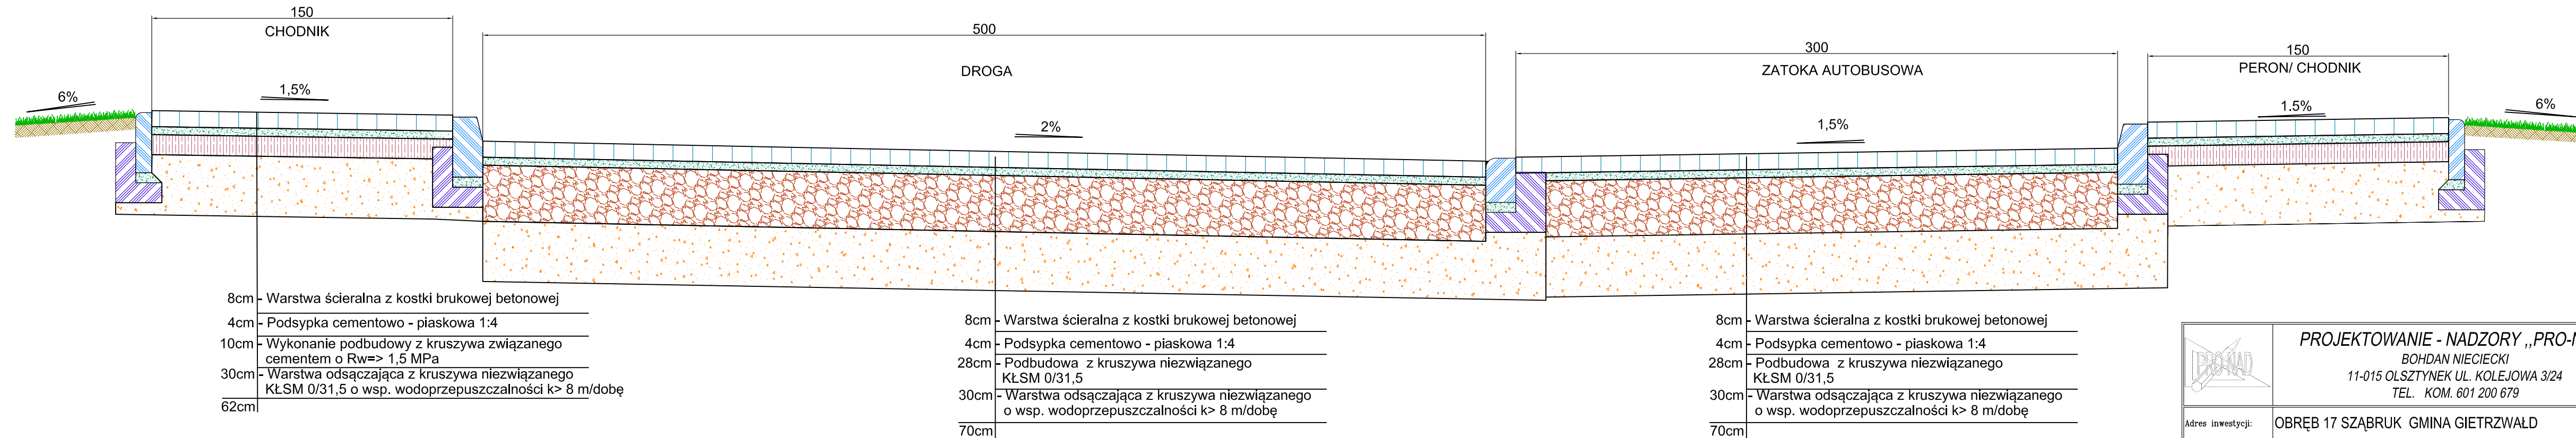 150
CHODNIK
500
DROGA
300
ZATOKA AUTOBUSOWA
150
PERON/ CHODNIK
6%
1,5%
2%
1,5%
1.5%
6%
8cm - Warstwa ścieralna z kostki brukowej betonowej
4cm - Podsypka cementowo - piaskowa 1:4
10cm - Wykonanie podbudowy z kruszywa związanego
cementem o Rw=> 1,5 MPa
30cm - Warstwa odsączająca z kruszywa niezwiązanego
KŁSM 0/31,5 o wsp. wodoprzepuszczalności k> 8 m/dobę
62cm
8cm - Warstwa ścieralna z kostki brukowej betonowej
4cm - Podsypka cementowo - piaskowa 1:4
28cm - Podbudowa z kruszywa niezwiązanego
KŁSM 0/31,5
30cm - Warstwa odsączająca z kruszywa niezwiązanego
o wsp. wodoprzepuszczalności k> 8 m/dobę
70cm
8cm - Warstwa ścieralna z kostki brukowej betonowej
4cm - Podsypka cementowo - piaskowa 1:4
28cm - Podbudowa z kruszywa niezwiązanego
KŁSM 0/31,5
30cm - Warstwa odsączająca z kruszywa niezwiązanego
o wsp. wodoprzepuszczalności k> 8 m/dobę
70cm
PRO-NAD
PROJEKTOWANIE - NADZORY ,,PRO-
BOHDAN NIECIECKI
11-015 OLSZTYNEK UL. KOLEJOWA 3/24
TEL. KOM. 601 200 679
Adres inwestycji: OBRĘB 17 SZĄBRUK GMINA GIETRZWAŁD